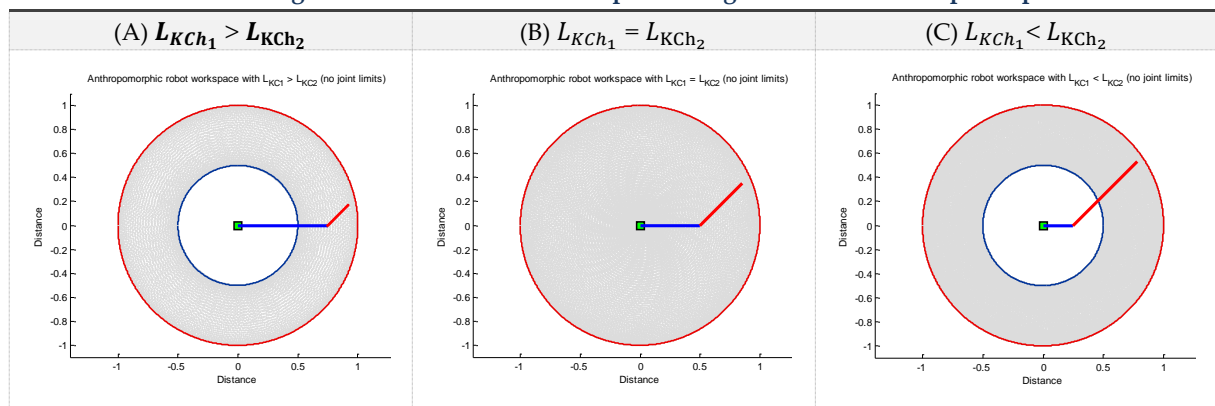 (A) L_KCh₁ > L_KCh₂
(B) L_KCh₁ = L_KCh₂
(C) L_KCh₁ < L_KCh₂
Anthropomorphic robot workspace with L_KC1 > L_KC2 (no joint limits)
1
0.8
0.6
0.4
0.2
0
-0.2
-0.4
-0.6
-0.8
-1
Distance
-1 -0.5 0 0.5 1
Distance
Anthropomorphic robot workspace with L_KC1 = L_KC2 (no joint limits)
1
0.8
0.6
0.4
0.2
0
-0.2
-0.4
-0.6
-0.8
-1
Distance
-1 -0.5 0 0.5 1
Distance
Anthropomorphic robot workspace with L_KC1 < L_KC2 (no joint limits)
1
0.8
0.6
0.4
0.2
0
-0.2
-0.4
-0.6
-0.8
-1
Distance
-1 -0.5 0 0.5 1
Distance